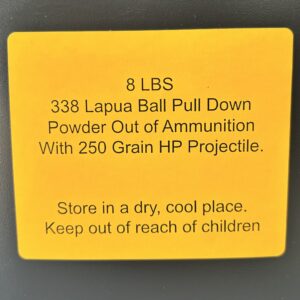 8 LBS
338 Lapua Ball Pull Down
Powder Out of Ammunition
With 250 Grain HP Projectile.
Store in a dry, cool place.
Keep out of reach of children